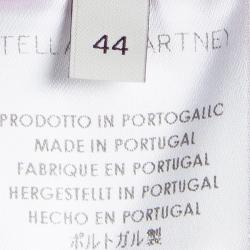 TELLA McCARTNEY
44
PRODOTTO IN PORTOGALLO
MADE IN PORTUGAL
FABRIQUE EN PORTUGAL
HERGESTELLT IN PORTUGAL
HECHO EN PORTUGAL
ポルトガル製